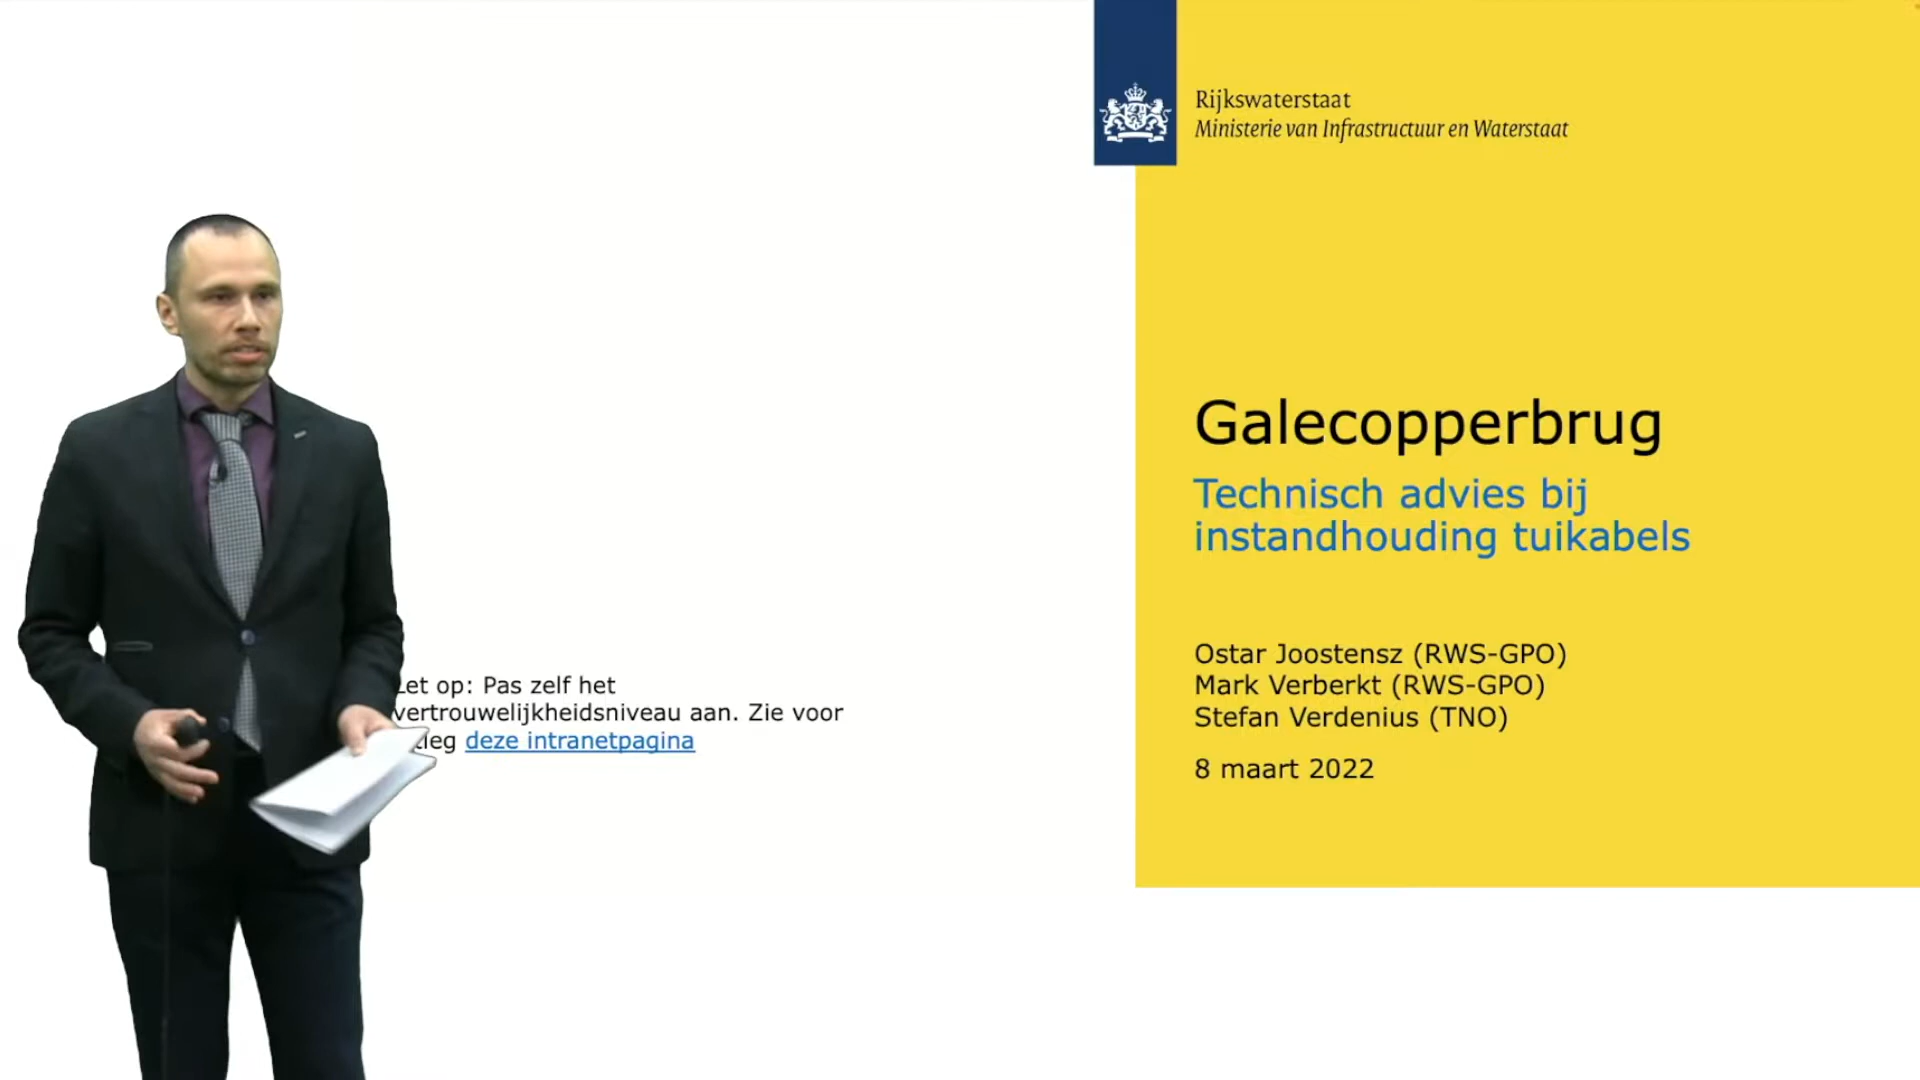 Rijkswaterstaat
Ministerie van Infrastructuur en Waterstaat
Galecopperbrug
Technisch advies bij
instandhouding tuikabels
Ostar Joostensz (RWS-GPO)
Mark Verberkt (RWS-GPO)
Stefan Verdenius (TNO)
8 maart 2022
Let op: Pas zelf het
vertrouwelijkheidsniveau aan. Zie voor
deze intranetpagina